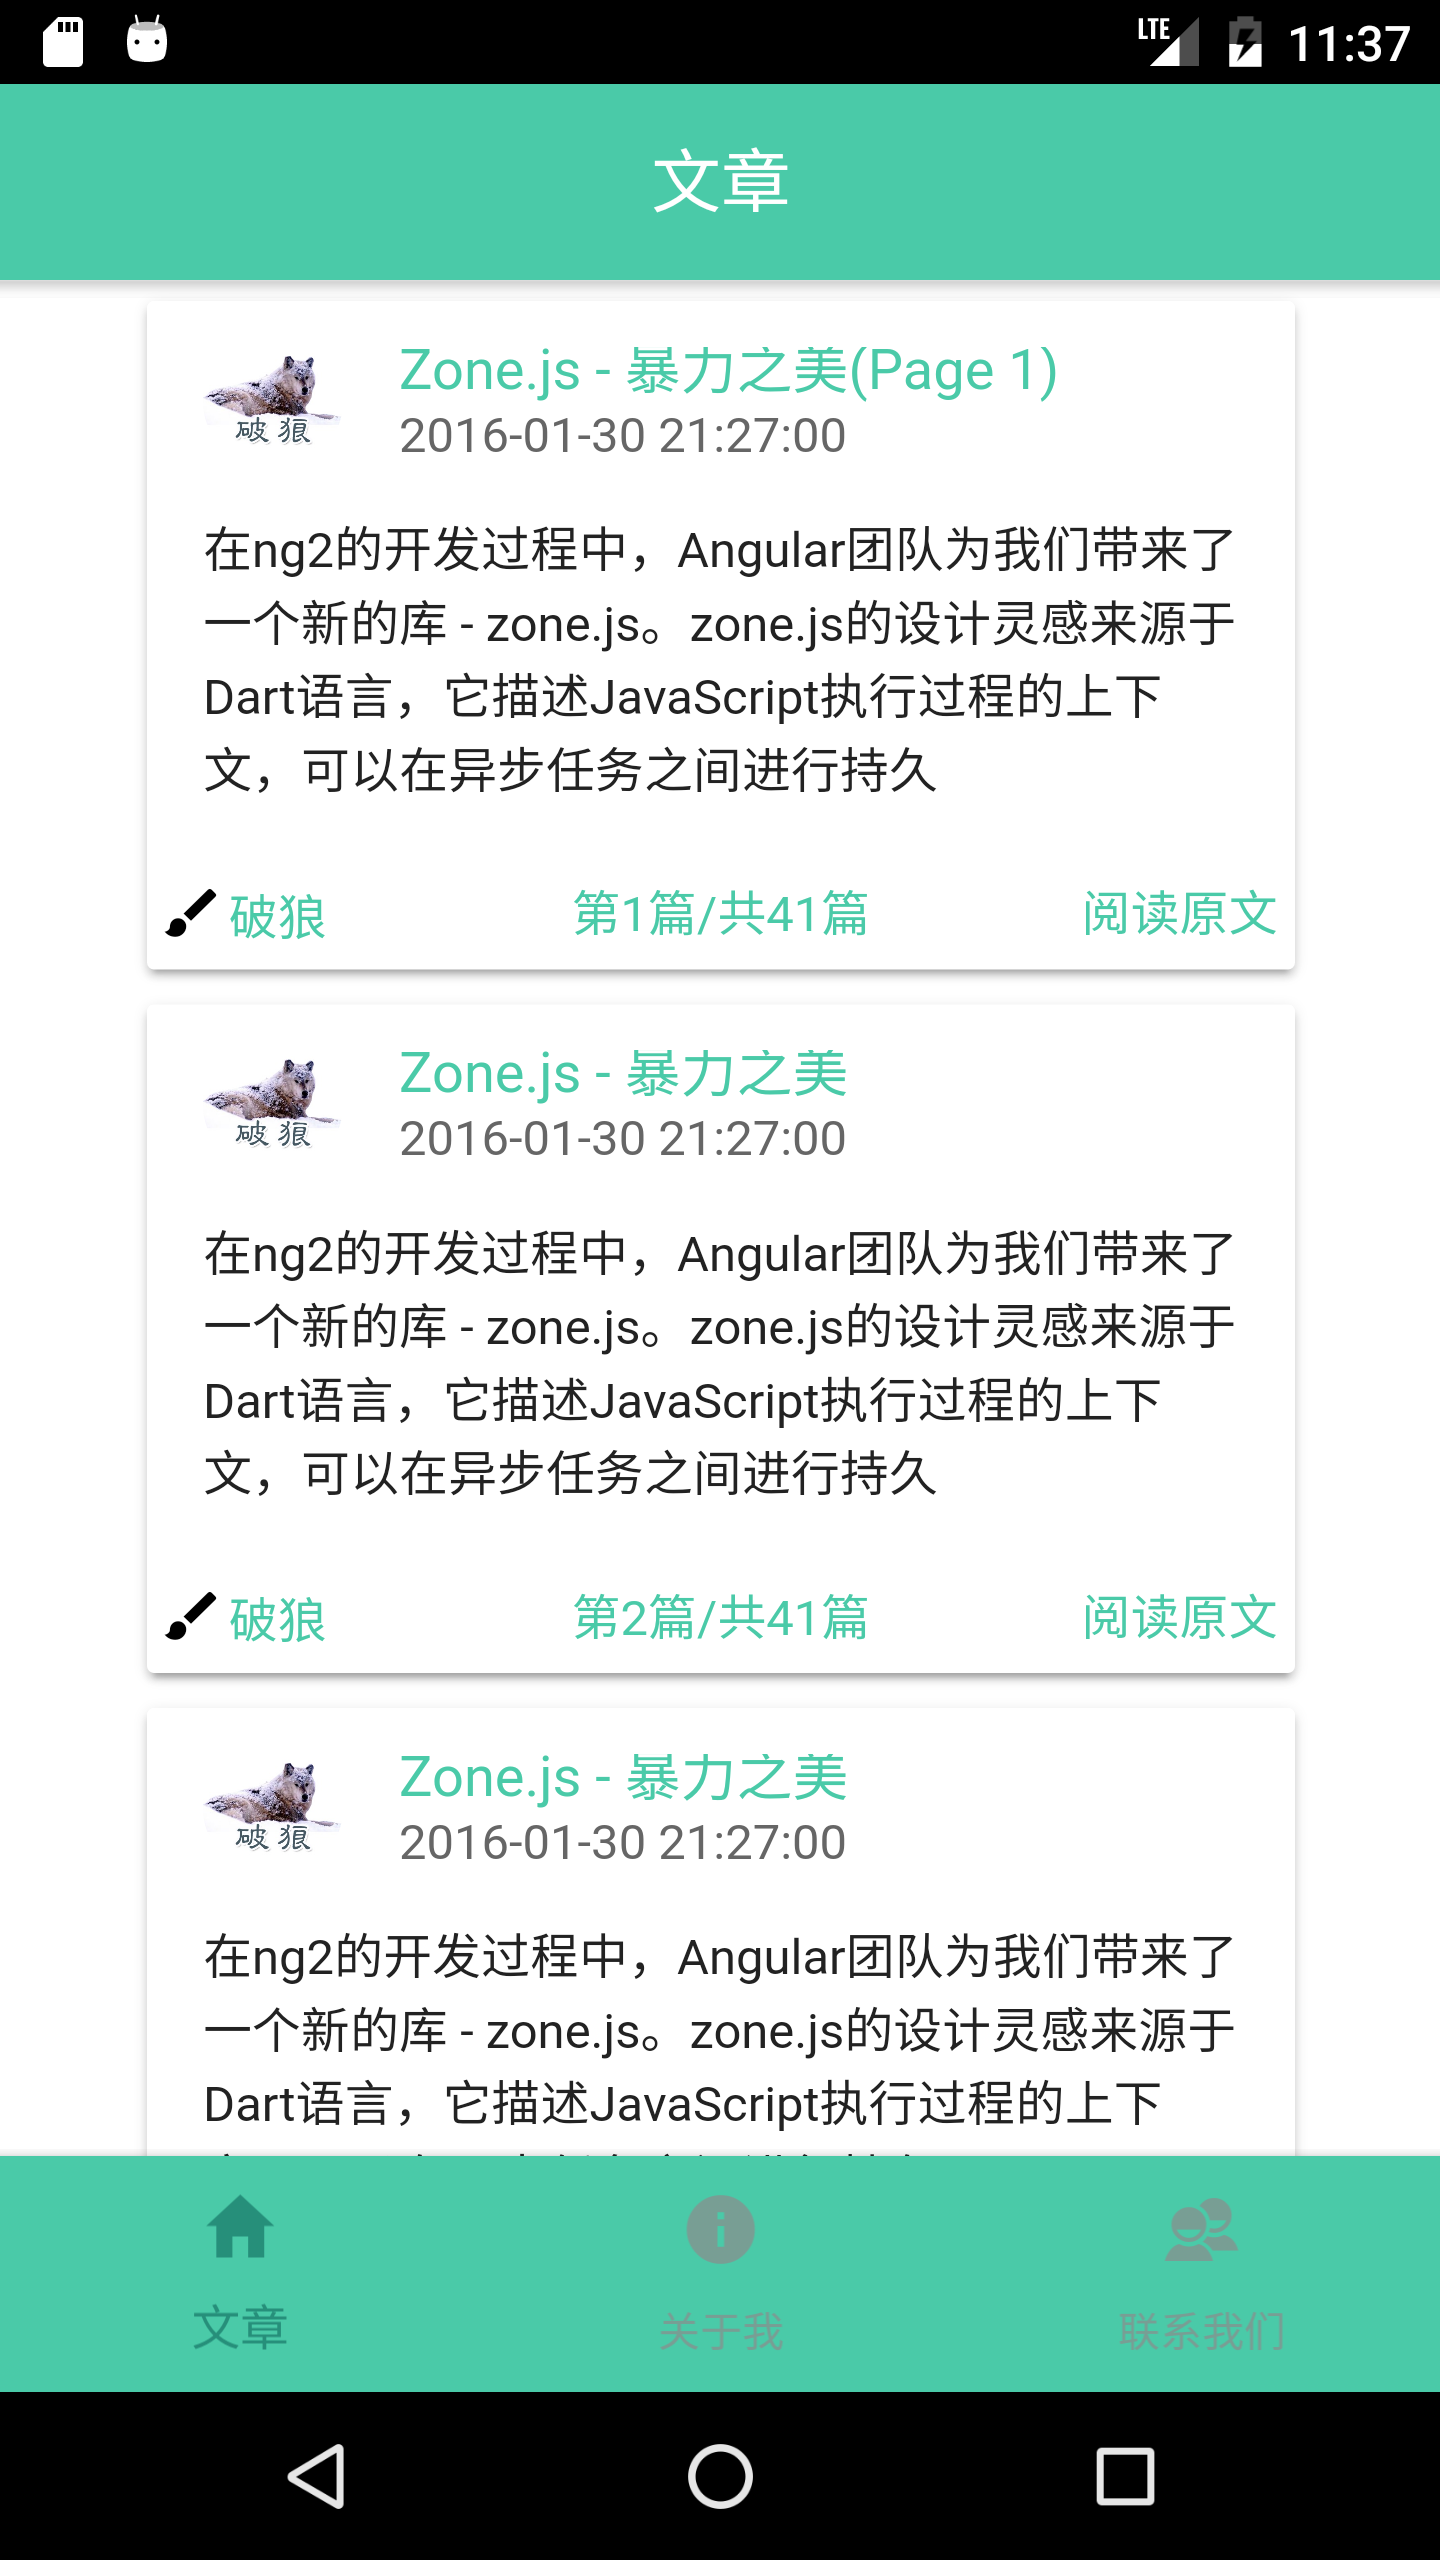 LTE 11:37
文章
Zone.js - 暴力之美(Page 1)
2016-01-30 21:27:00
破狼
在ng2的开发过程中，Angular团队为我们带来了
一个新的库 - zone.js。zone.js的设计灵感来源于
Dart语言，它描述JavaScript执行过程的上下
文，可以在异步任务之间进行持久
破狼 第1篇/共41篇 阅读原文
Zone.js - 暴力之美
2016-01-30 21:27:00
破狼
在ng2的开发过程中，Angular团队为我们带来了
一个新的库 - zone.js。zone.js的设计灵感来源于
Dart语言，它描述JavaScript执行过程的上下
文，可以在异步任务之间进行持久
破狼 第2篇/共41篇 阅读原文
Zone.js - 暴力之美
2016-01-30 21:27:00
破狼
在ng2的开发过程中，Angular团队为我们带来了
一个新的库 - zone.js。zone.js的设计灵感来源于
Dart语言，它描述JavaScript执行过程的上下
文章 关于我 联系我们